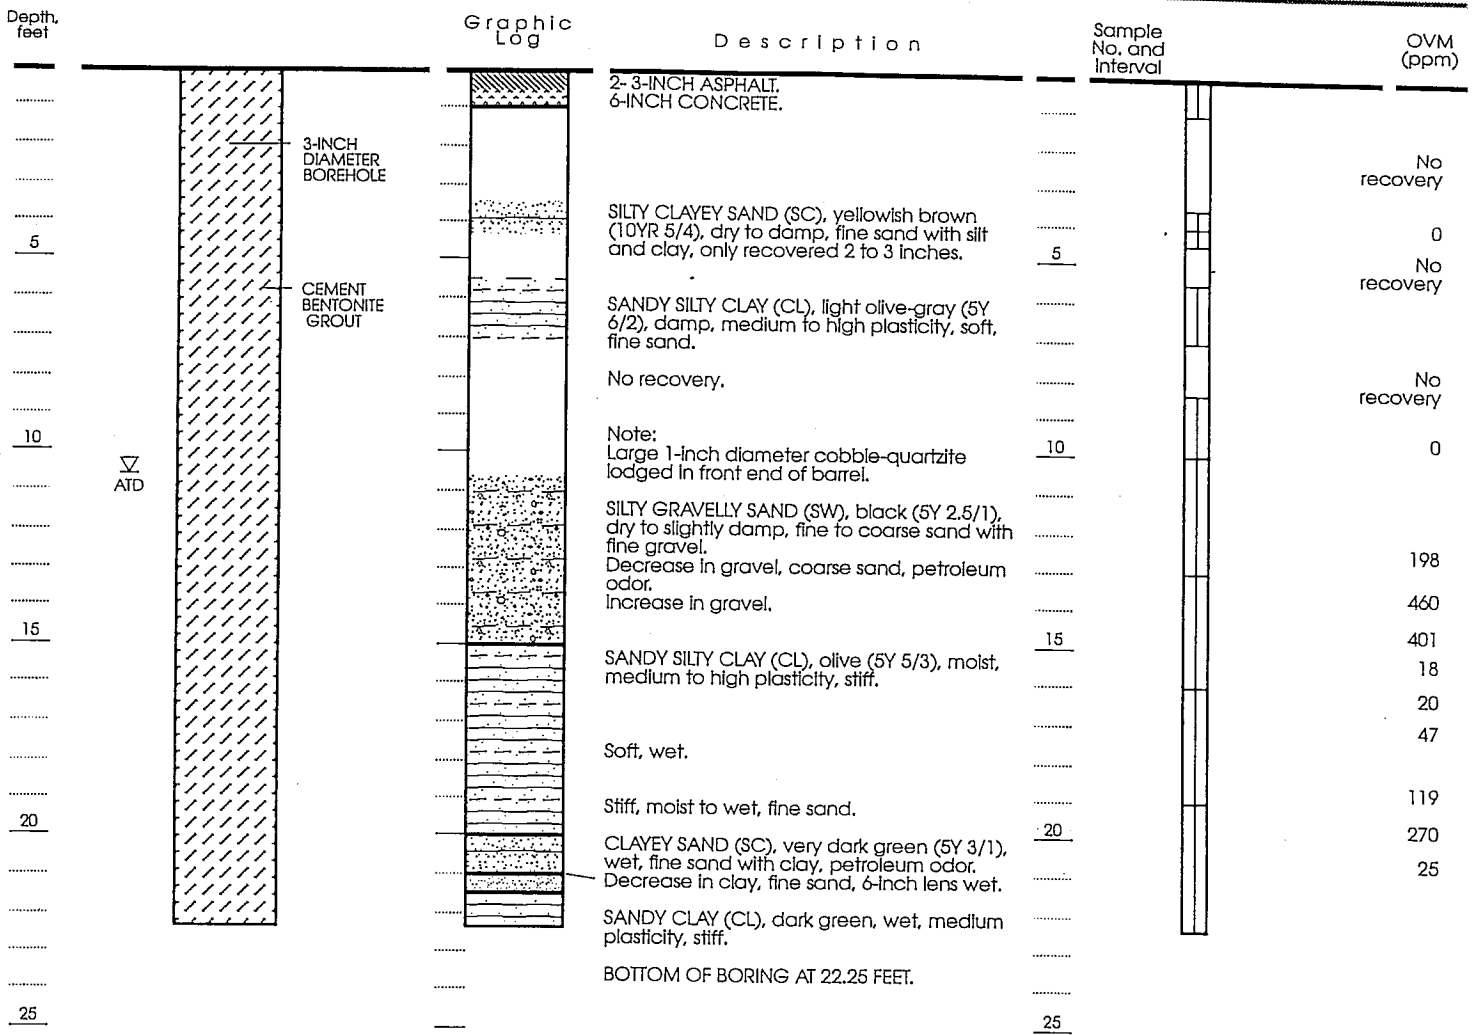 Depth,
feet
Graphic
Log
Description
Sample
No. and
Interval
OVM
(ppm)
2- 3-INCH ASPHALT.
6-INCH CONCRETE.
3-INCH
DIAMETER
BOREHOLE
No
recovery
SILTY CLAYEY SAND (SC), yellowish brown
(10YR 5/4), dry to damp, fine sand with silt
and clay, only recovered 2 to 3 inches.
0
5
5
No
recovery
CEMENT
BENTONITE
GROUT
SANDY SILTY CLAY (CL), light olive-gray (5Y
6/2), damp, medium to high plasticity, soft,
fine sand.
No recovery.
No
recovery
10
Note:
Large 1-inch diameter cobble-quartzite
lodged in front end of barrel.
10
0
ATD
SILTY GRAVELLY SAND (SW), black (5Y 2.5/1),
dry to slightly damp, fine to coarse sand with
fine gravel.
Decrease in gravel, coarse sand, petroleum
odor.
198
Increase in gravel.
460
15
15
401
SANDY SILTY CLAY (CL), olive (5Y 5/3), moist,
medium to high plasticity, stiff.
18
20
47
Soft, wet.
Stiff, moist to wet, fine sand.
119
20
20
270
CLAYEY SAND (SC), very dark green (5Y 3/1),
wet, fine sand with clay, petroleum odor.
Decrease in clay, fine sand, 6-inch lens wet.
25
SANDY CLAY (CL), dark green, wet, medium
plasticity, stiff.
BOTTOM OF BORING AT 22.25 FEET.
25
25